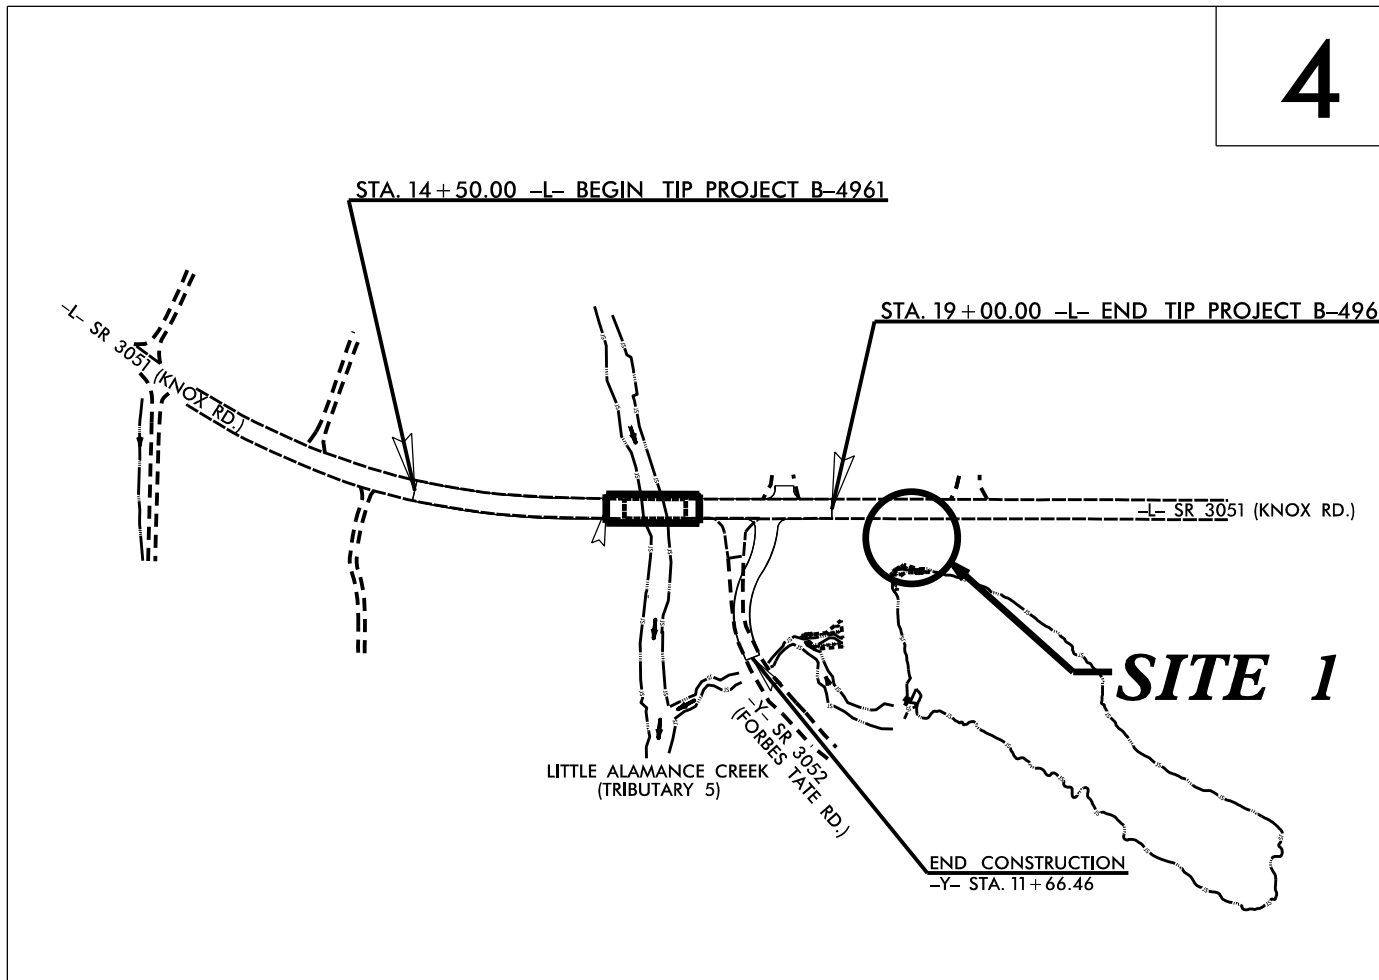 4
STA. 14+50.00 -L- BEGIN TIP PROJECT B-4961
STA. 19+00.00 -L- END TIP PROJECT B-496
-L- SR 3051 (KNOX RD.)
-L- SR 3051 (KNOX RD.)
SITE 1
-Y- SR 3052
(FORBES TATE RD.)
LITTLE ALAMANCE CREEK
(TRIBUTARY 5)
END CONSTRUCTION
-Y- STA. 11+66.46